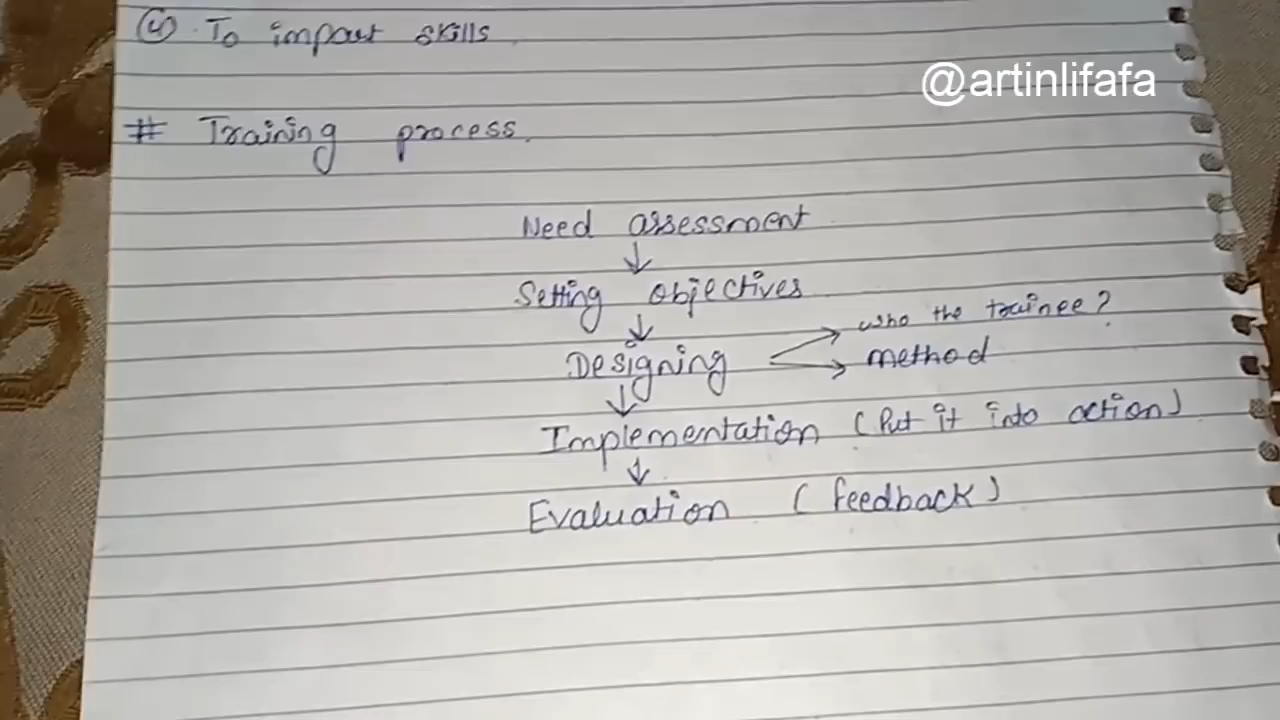 ④ To impart skills
@artinlifafa
# Training process.
Need assessment
↓
Setting objectives
↓
Designing → who the trainee?
→ method
↓
Implementation (Put it into action)
↓
Evaluation (feedback)